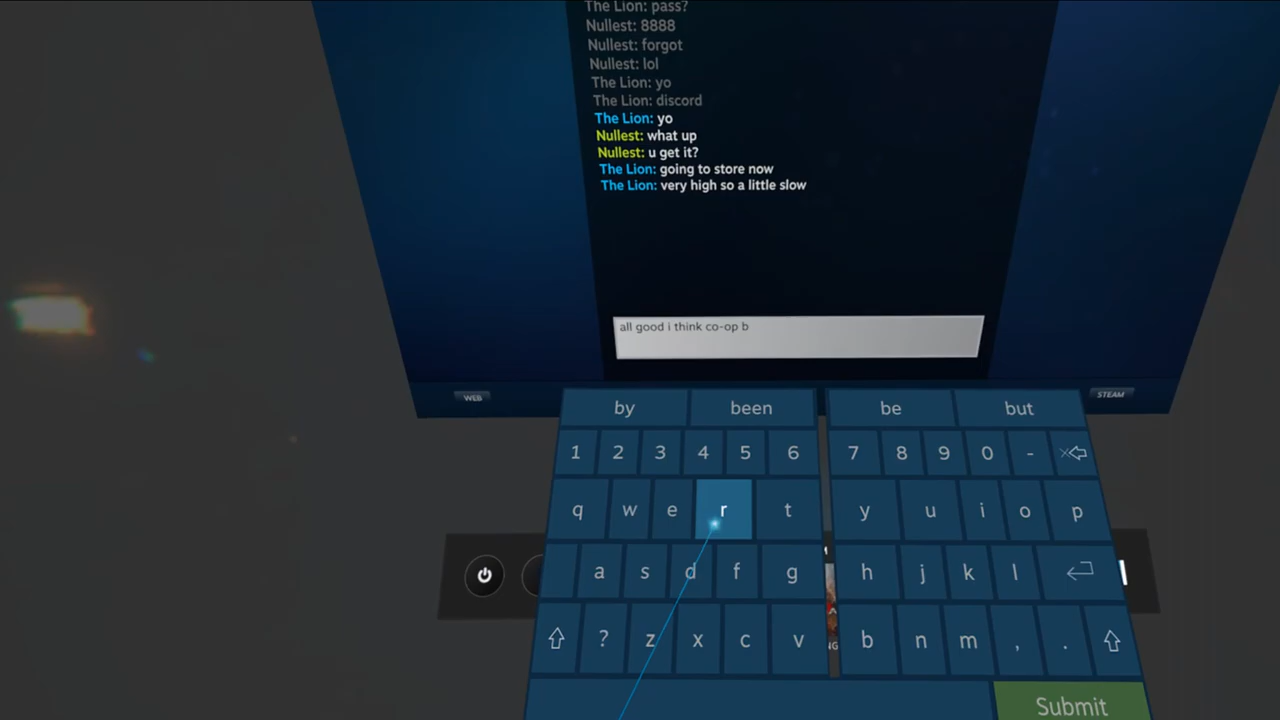 The Lion: pass?
Nullest: 8888
Nullest: forgot
Nullest: lol
The Lion: yo
The Lion: discord
The Lion: yo
Nullest: what up
Nullest: u get it?
The Lion: going to store now
The Lion: very high so a little slow
all good i think co-op b
WEB
STEAM
by been be but
1 2 3 4 5 6 7 8 9 0 -
q w e r t y u i o p
a s d f g h j k l
? z x c v b n m , .
Submit